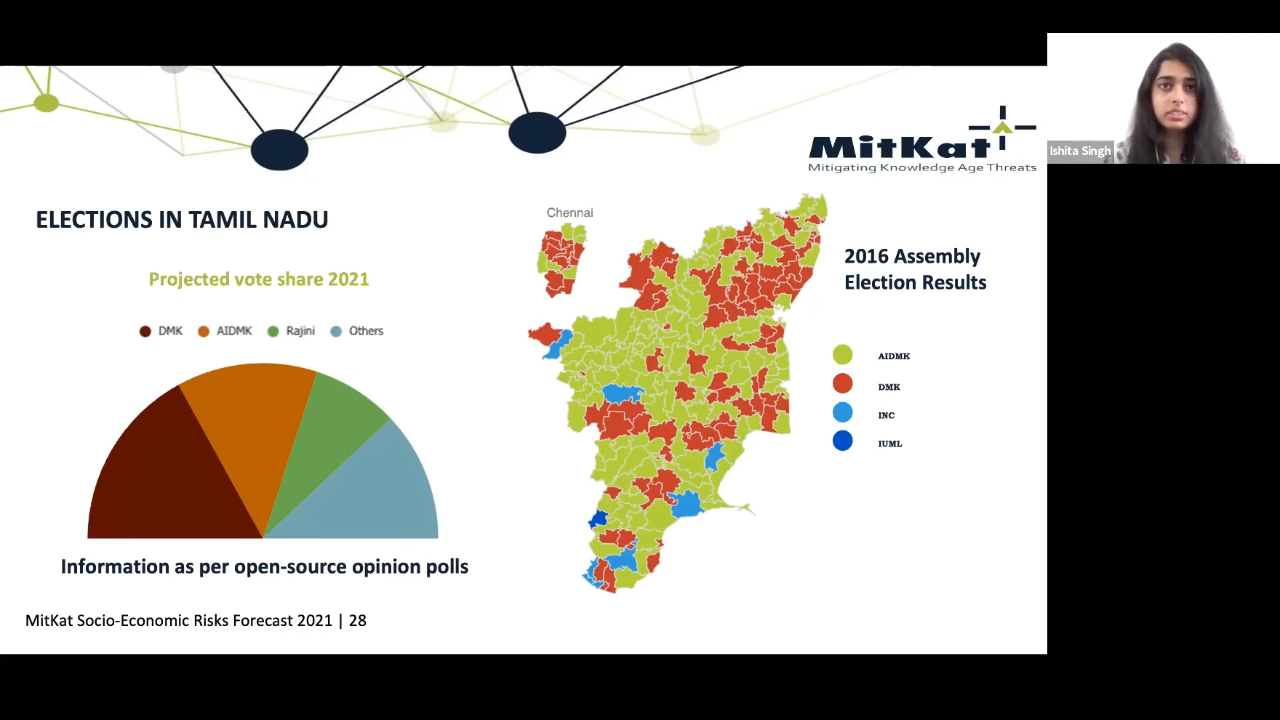 MitKat
Mitigating Knowledge Age Threats
Ishita Singh
ELECTIONS IN TAMIL NADU
Projected vote share 2021
DMK AIDMK Rajini Others
Information as per open-source opinion polls
Chennai
2016 Assembly
Election Results
AIDMK
DMK
INC
IUML
MitKat Socio-Economic Risks Forecast 2021 | 28